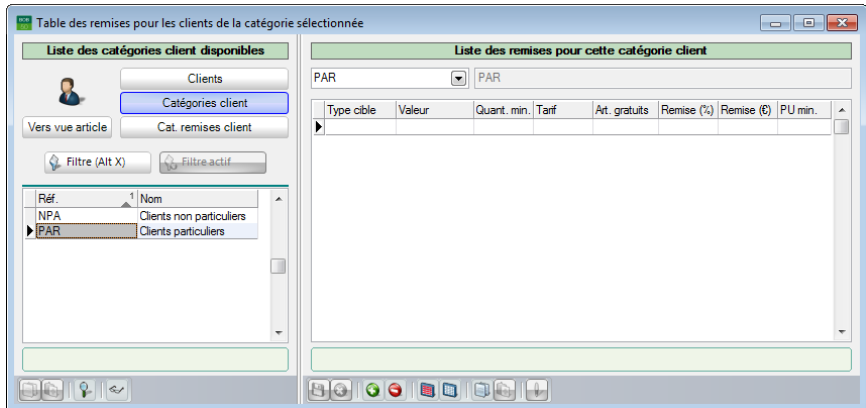 Table des remises pour les clients de la catégorie sélectionnée
Liste des catégories client disponibles
Clients
Catégories client
Vers vue article
Cat. remises client
Filtre (Alt X)
Filtre actif
Réf. 1 Nom
NPA Clients non particuliers
PAR Clients particuliers
Liste des remises pour cette catégorie client
PAR PAR
Type cible Valeur Quant. min. Tarif Art. gratuits Remise (%) Remise (€) PU min.